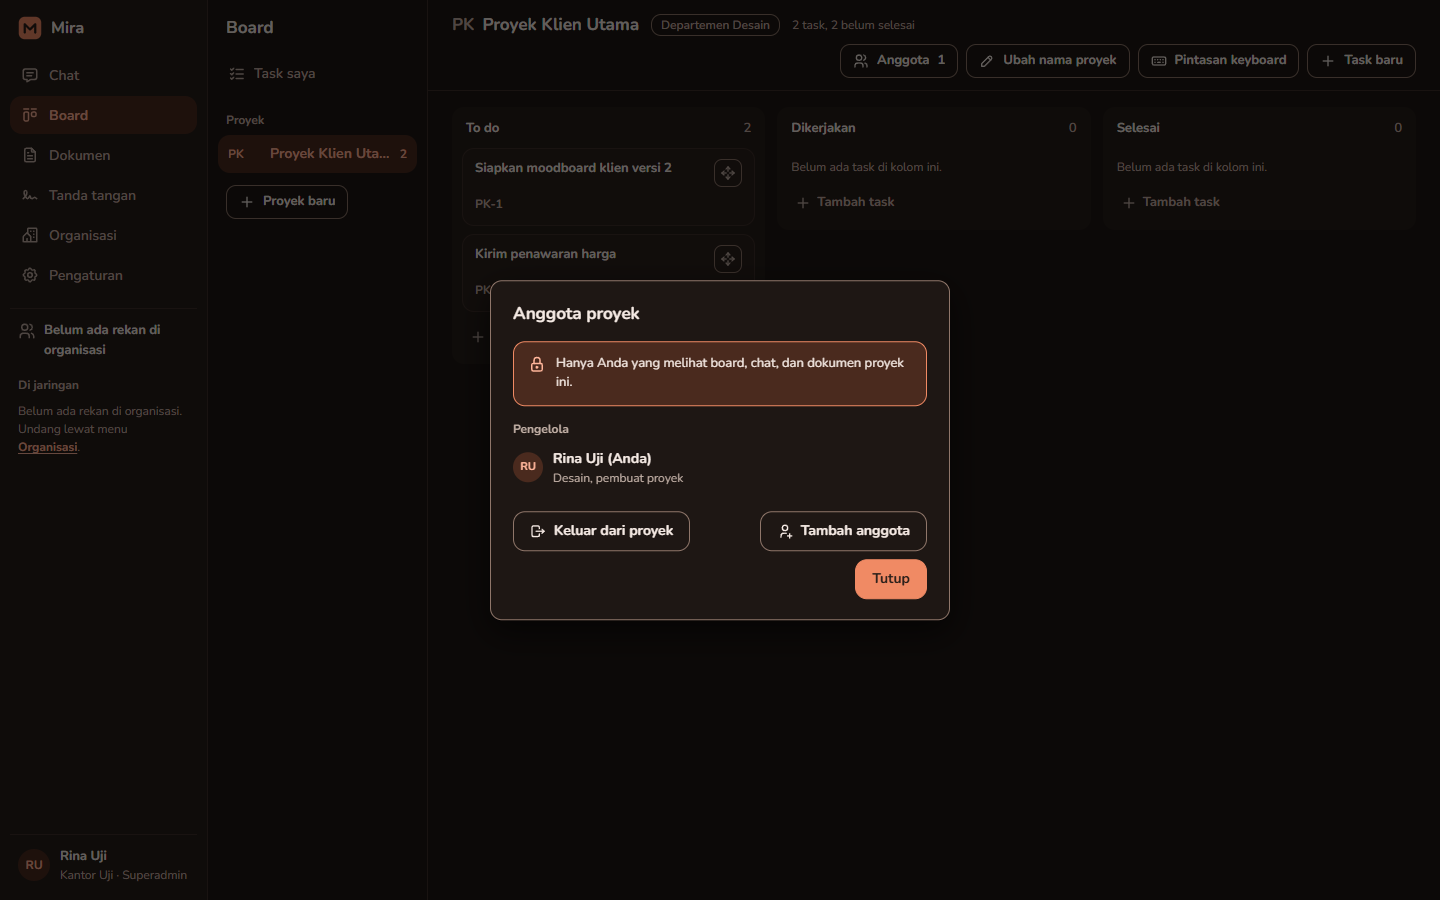 Mira
Chat
Board
Dokumen
Tanda tangan
Organisasi
Pengaturan
Belum ada rekan di
organisasi
Di jaringan
Belum ada rekan di organisasi.
Undang lewat menu
Organisasi.
RU
Rina Uji
Kantor Uji · Superadmin
Board
Task saya
Proyek
PK Proyek Klien Uta... 2
Proyek baru
PK Proyek Klien Utama Departemen Desain 2 task, 2 belum selesai
Anggota 1 Ubah nama proyek Pintasan keyboard Task baru
To do 2
Siapkan moodboard klien versi 2
PK-1
Kirim penawaran harga
PK
Dikerjakan 0
Belum ada task di kolom ini.
Tambah task
Selesai 0
Belum ada task di kolom ini.
Tambah task
Anggota proyek
Hanya Anda yang melihat board, chat, dan dokumen proyek
ini.
Pengelola
RU
Rina Uji (Anda)
Desain, pembuat proyek
Keluar dari proyek Tambah anggota
Tutup